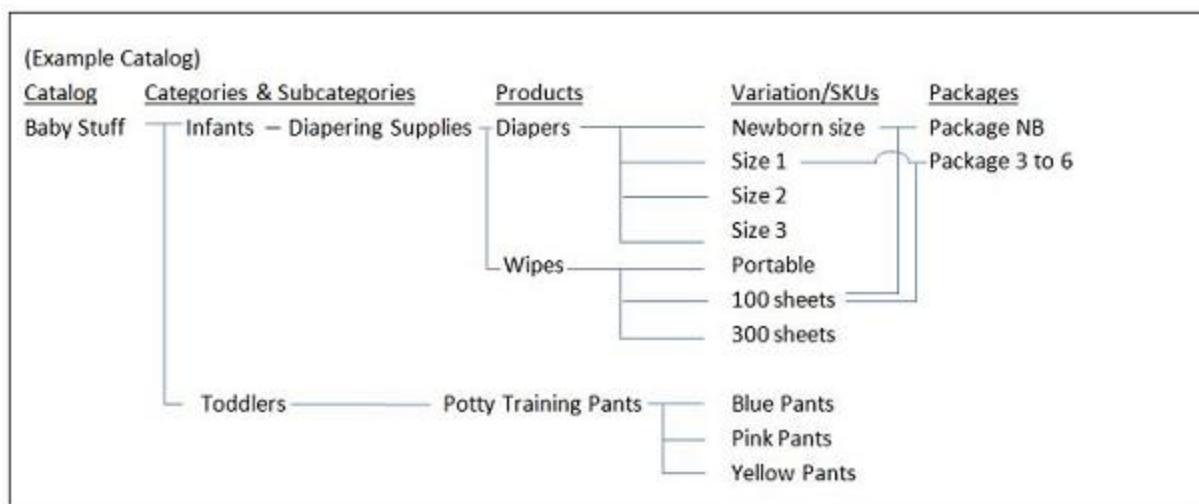 (Example Catalog)
Catalog Categories & Subcategories Products Variation/SKUs Packages
Baby Stuff Infants Diapering Supplies Diapers Newborn size Package NB
Size 1 Package 3 to 6
Size 2
Size 3
Wipes Portable
100 sheets
300 sheets
Toddlers Potty Training Pants Blue Pants
Pink Pants
Yellow Pants